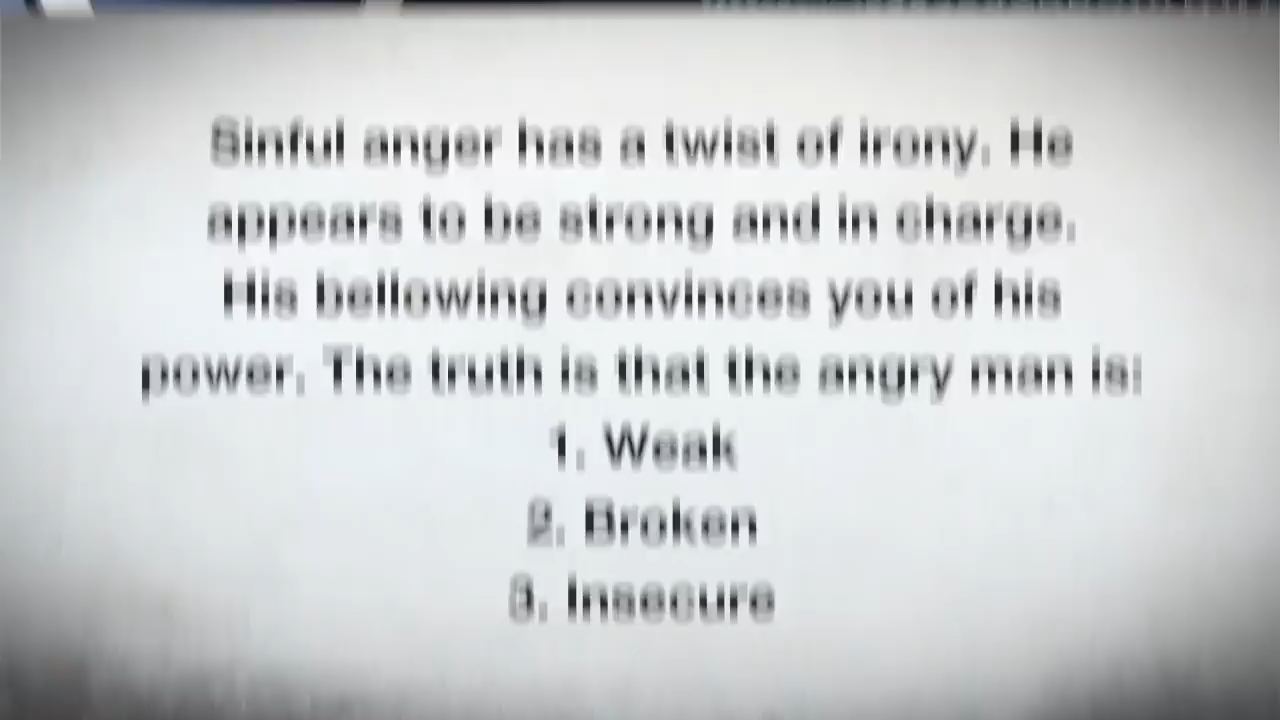 Sinful anger has a twist of irony. He
appears to be strong and in charge.
His bellowing convinces you of his
power. The truth is that the angry man is:
1. Weak
2. Broken
3. Insecure